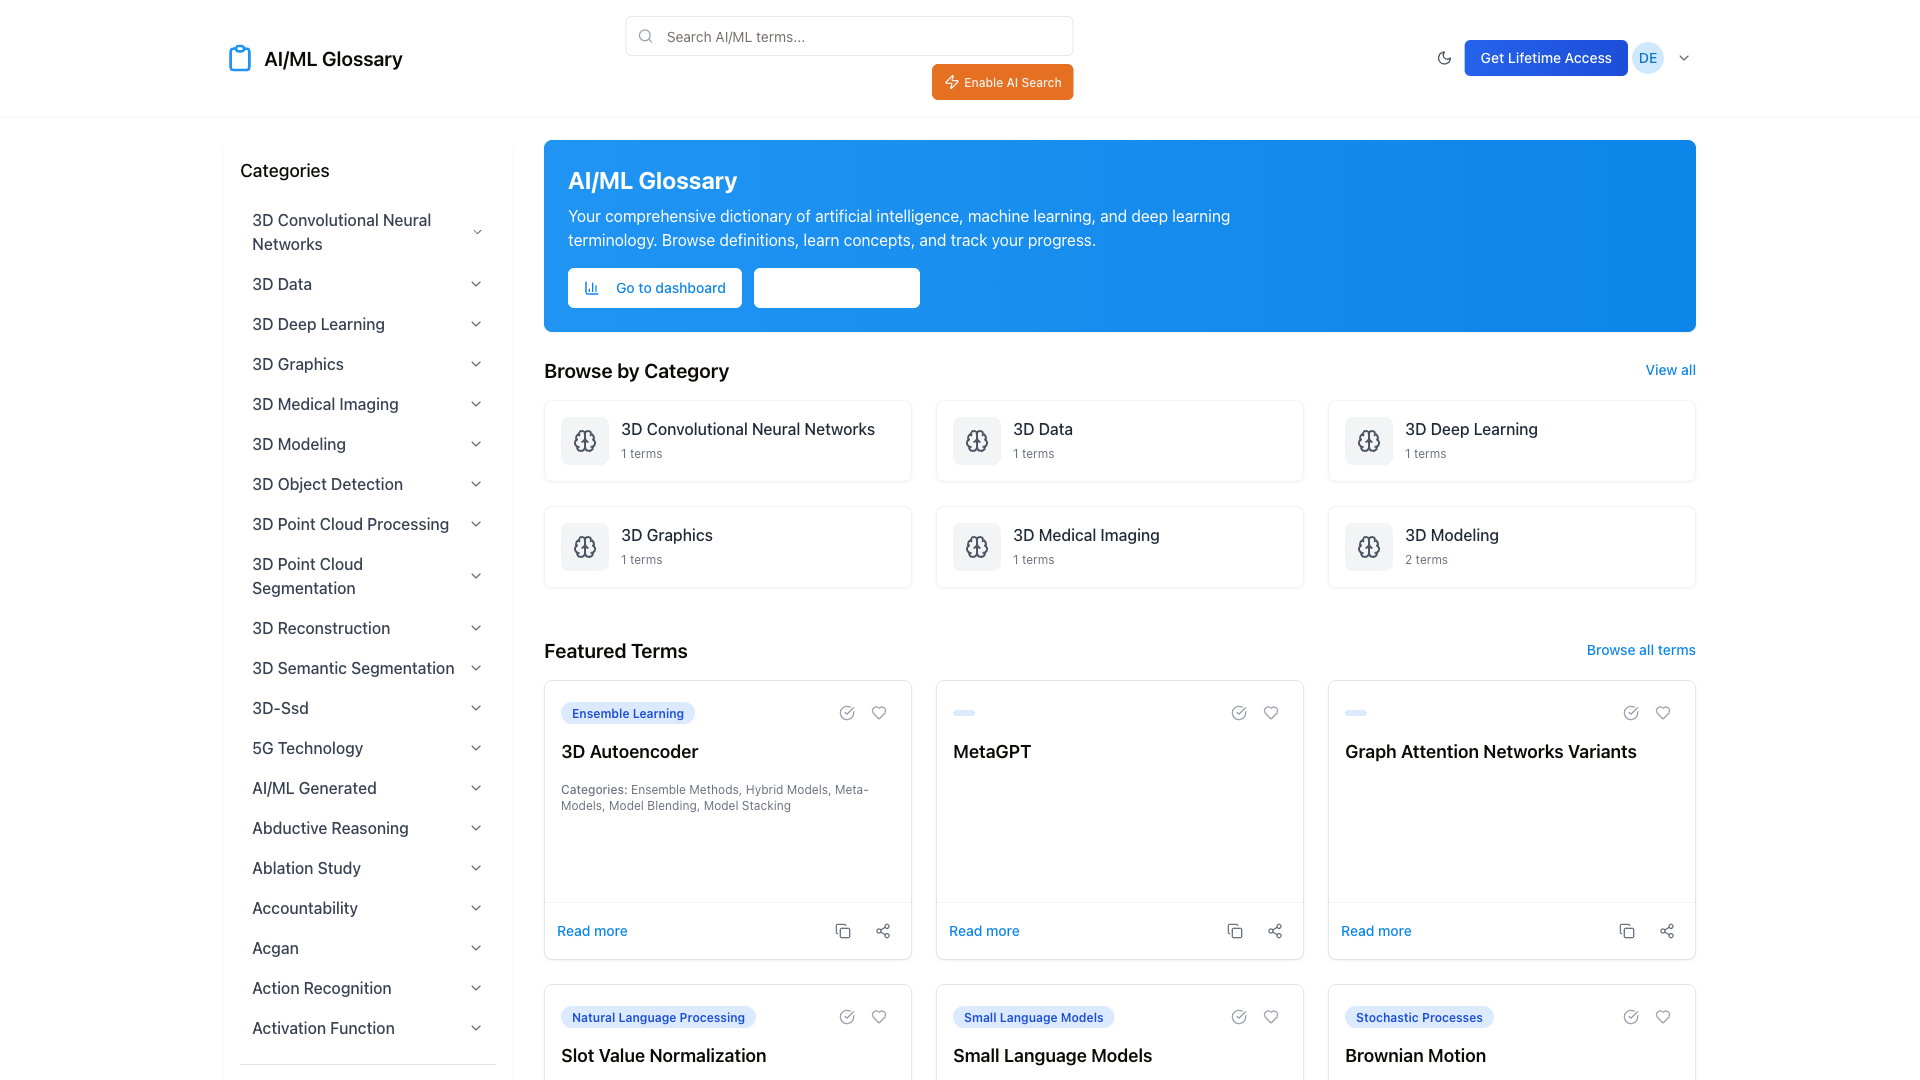 AI/ML Glossary
Search AI/ML terms...
Enable AI Search
Get Lifetime Access
DE
Categories
3D Convolutional Neural
Networks
3D Data
3D Deep Learning
3D Graphics
3D Medical Imaging
3D Modeling
3D Object Detection
3D Point Cloud Processing
3D Point Cloud
Segmentation
3D Reconstruction
3D Semantic Segmentation
3D-Ssd
5G Technology
AI/ML Generated
Abductive Reasoning
Ablation Study
Accountability
Acgan
Action Recognition
Activation Function
AI/ML Glossary
Your comprehensive dictionary of artificial intelligence, machine learning, and deep learning
terminology. Browse definitions, learn concepts, and track your progress.
Go to dashboard
Browse by Category
View all
3D Convolutional Neural Networks
1 terms
3D Data
1 terms
3D Deep Learning
1 terms
3D Graphics
1 terms
3D Medical Imaging
1 terms
3D Modeling
2 terms
Featured Terms
Browse all terms
Ensemble Learning
3D Autoencoder
Categories: Ensemble Methods, Hybrid Models, Meta-
Models, Model Blending, Model Stacking
Read more
MetaGPT
Read more
Graph Attention Networks Variants
Read more
Natural Language Processing
Slot Value Normalization
Small Language Models
Small Language Models
Stochastic Processes
Brownian Motion